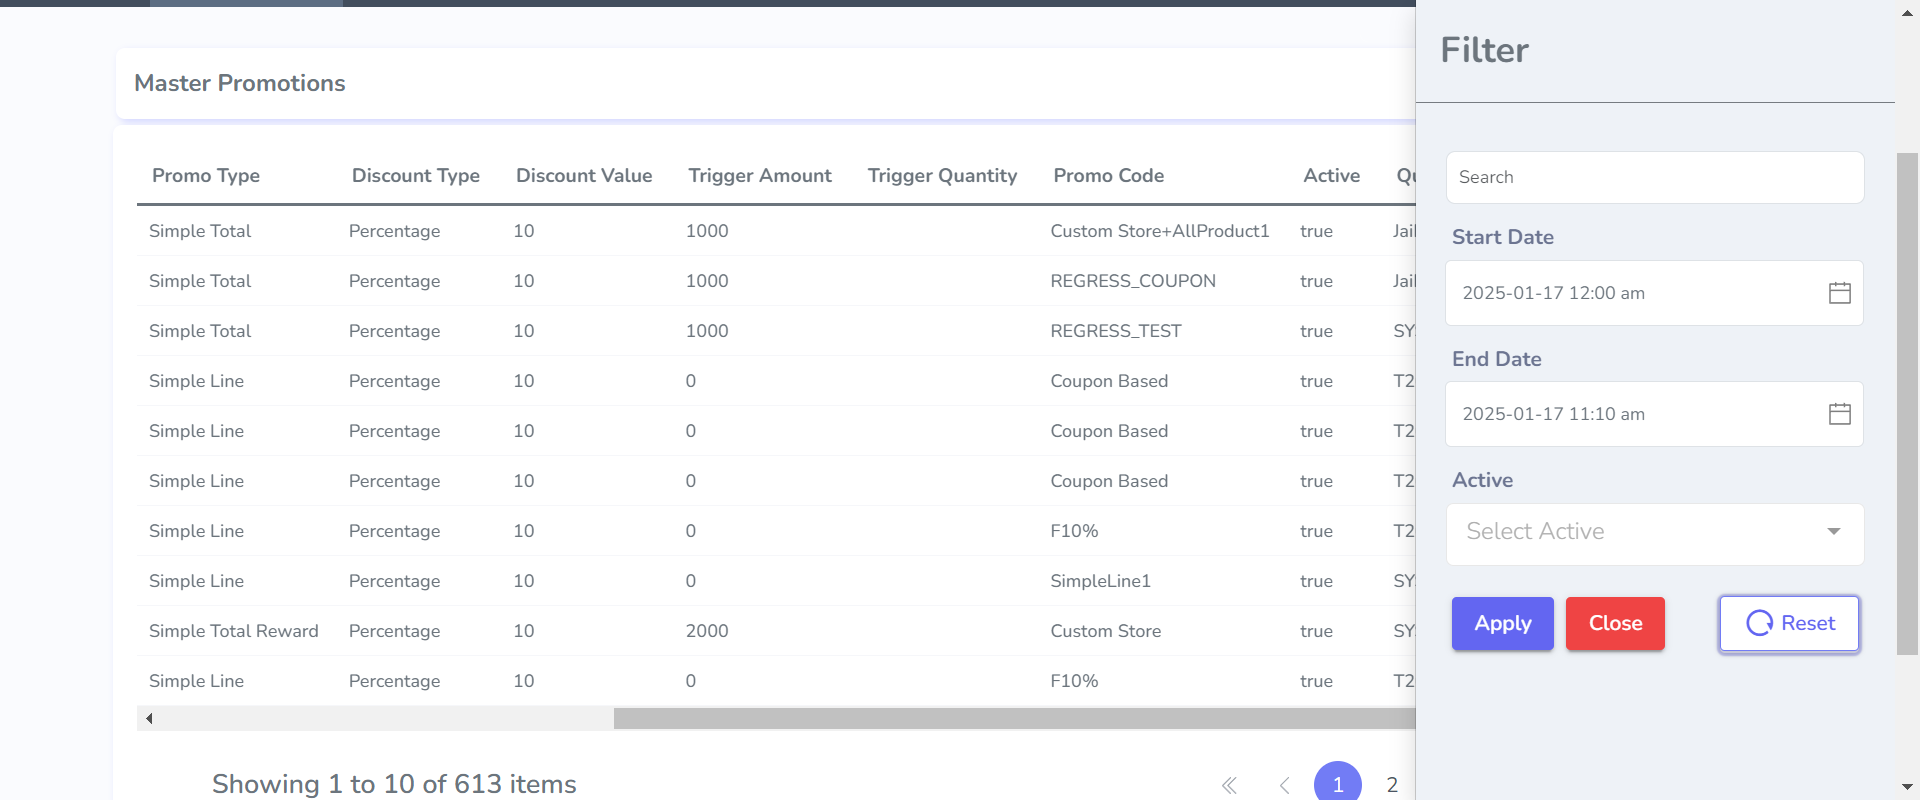 Master Promotions
Promo Type Discount Type Discount Value Trigger Amount Trigger Quantity Promo Code Active
Simple Total Percentage 10 1000 Custom Store+AllProduct1 true
Simple Total Percentage 10 1000 REGRESS_COUPON true
Simple Total Percentage 10 1000 REGRESS_TEST true
Simple Line Percentage 10 0 Coupon Based true T2
Simple Line Percentage 10 0 Coupon Based true T2
Simple Line Percentage 10 0 Coupon Based true T2
Simple Line Percentage 10 0 F10% true T2
Simple Line Percentage 10 0 SimpleLine1 true
Simple Total Reward Percentage 10 2000 Custom Store true
Simple Line Percentage 10 0 F10% true T2
Showing 1 to 10 of 613 items
1 2
Filter
Search
Start Date
2025-01-17 12:00 am
End Date
2025-01-17 11:10 am
Active
Select Active
Apply Close Reset